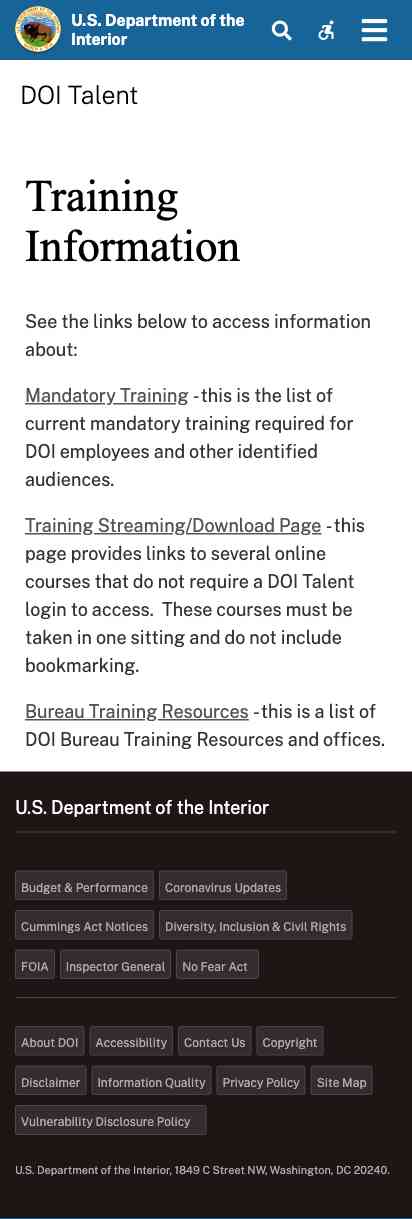 U.S. Department of the
Interior
DOI Talent
Training
Information
See the links below to access information
about:
Mandatory Training - this is the list of
current mandatory training required for
DOI employees and other identified
audiences.
Training Streaming/Download Page - this
page provides links to several online
courses that do not require a DOI Talent
login to access.  These courses must be
taken in one sitting and do not include
bookmarking.
Bureau Training Resources - this is a list of
DOI Bureau Training Resources and offices.
U.S. Department of the Interior
Budget & Performance Coronavirus Updates
Cummings Act Notices Diversity, Inclusion & Civil Rights
FOIA Inspector General No Fear Act
About DOI Accessibility Contact Us Copyright
Disclaimer Information Quality Privacy Policy Site Map
Vulnerability Disclosure Policy
U.S. Department of the Interior, 1849 C Street NW, Washington, DC 20240.